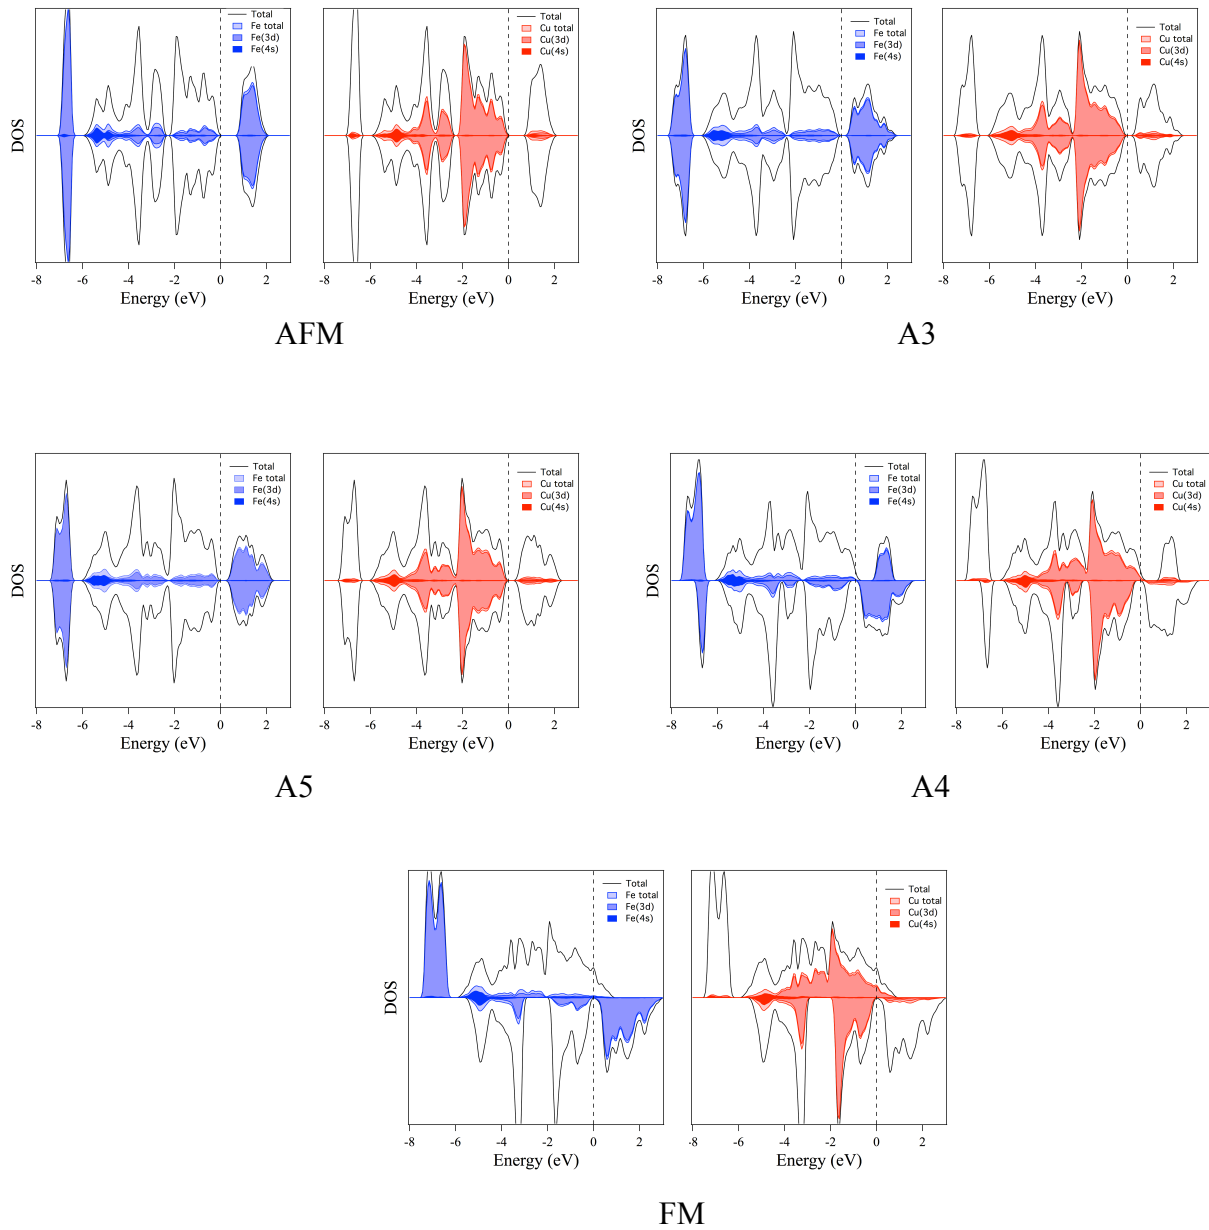 Total
Fe total
Fe(3d)
Fe(4s)
DOS
-8 -6 -4 -2 0 2
Energy (eV)
Total
Cu total
Cu(3d)
Cu(4s)
-8 -6 -4 -2 0 2
Energy (eV)
AFM
Total
Fe total
Fe(3d)
Fe(4s)
DOS
-8 -6 -4 -2 0 2
Energy (eV)
Total
Cu total
Cu(3d)
Cu(4s)
-8 -6 -4 -2 0 2
Energy (eV)
A3
Total
Fe total
Fe(3d)
Fe(4s)
DOS
-8 -6 -4 -2 0 2
Energy (eV)
Total
Cu total
Cu(3d)
Cu(4s)
-8 -6 -4 -2 0 2
Energy (eV)
A5
Total
Fe total
Fe(3d)
Fe(4s)
DOS
-8 -6 -4 -2 0 2
Energy (eV)
Total
Cu total
Cu(3d)
Cu(4s)
-8 -6 -4 -2 0 2
Energy (eV)
A4
Total
Fe total
Fe(3d)
Fe(4s)
DOS
-8 -6 -4 -2 0 2
Energy (eV)
Total
Cu total
Cu(3d)
Cu(4s)
-8 -6 -4 -2 0 2
Energy (eV)
FM